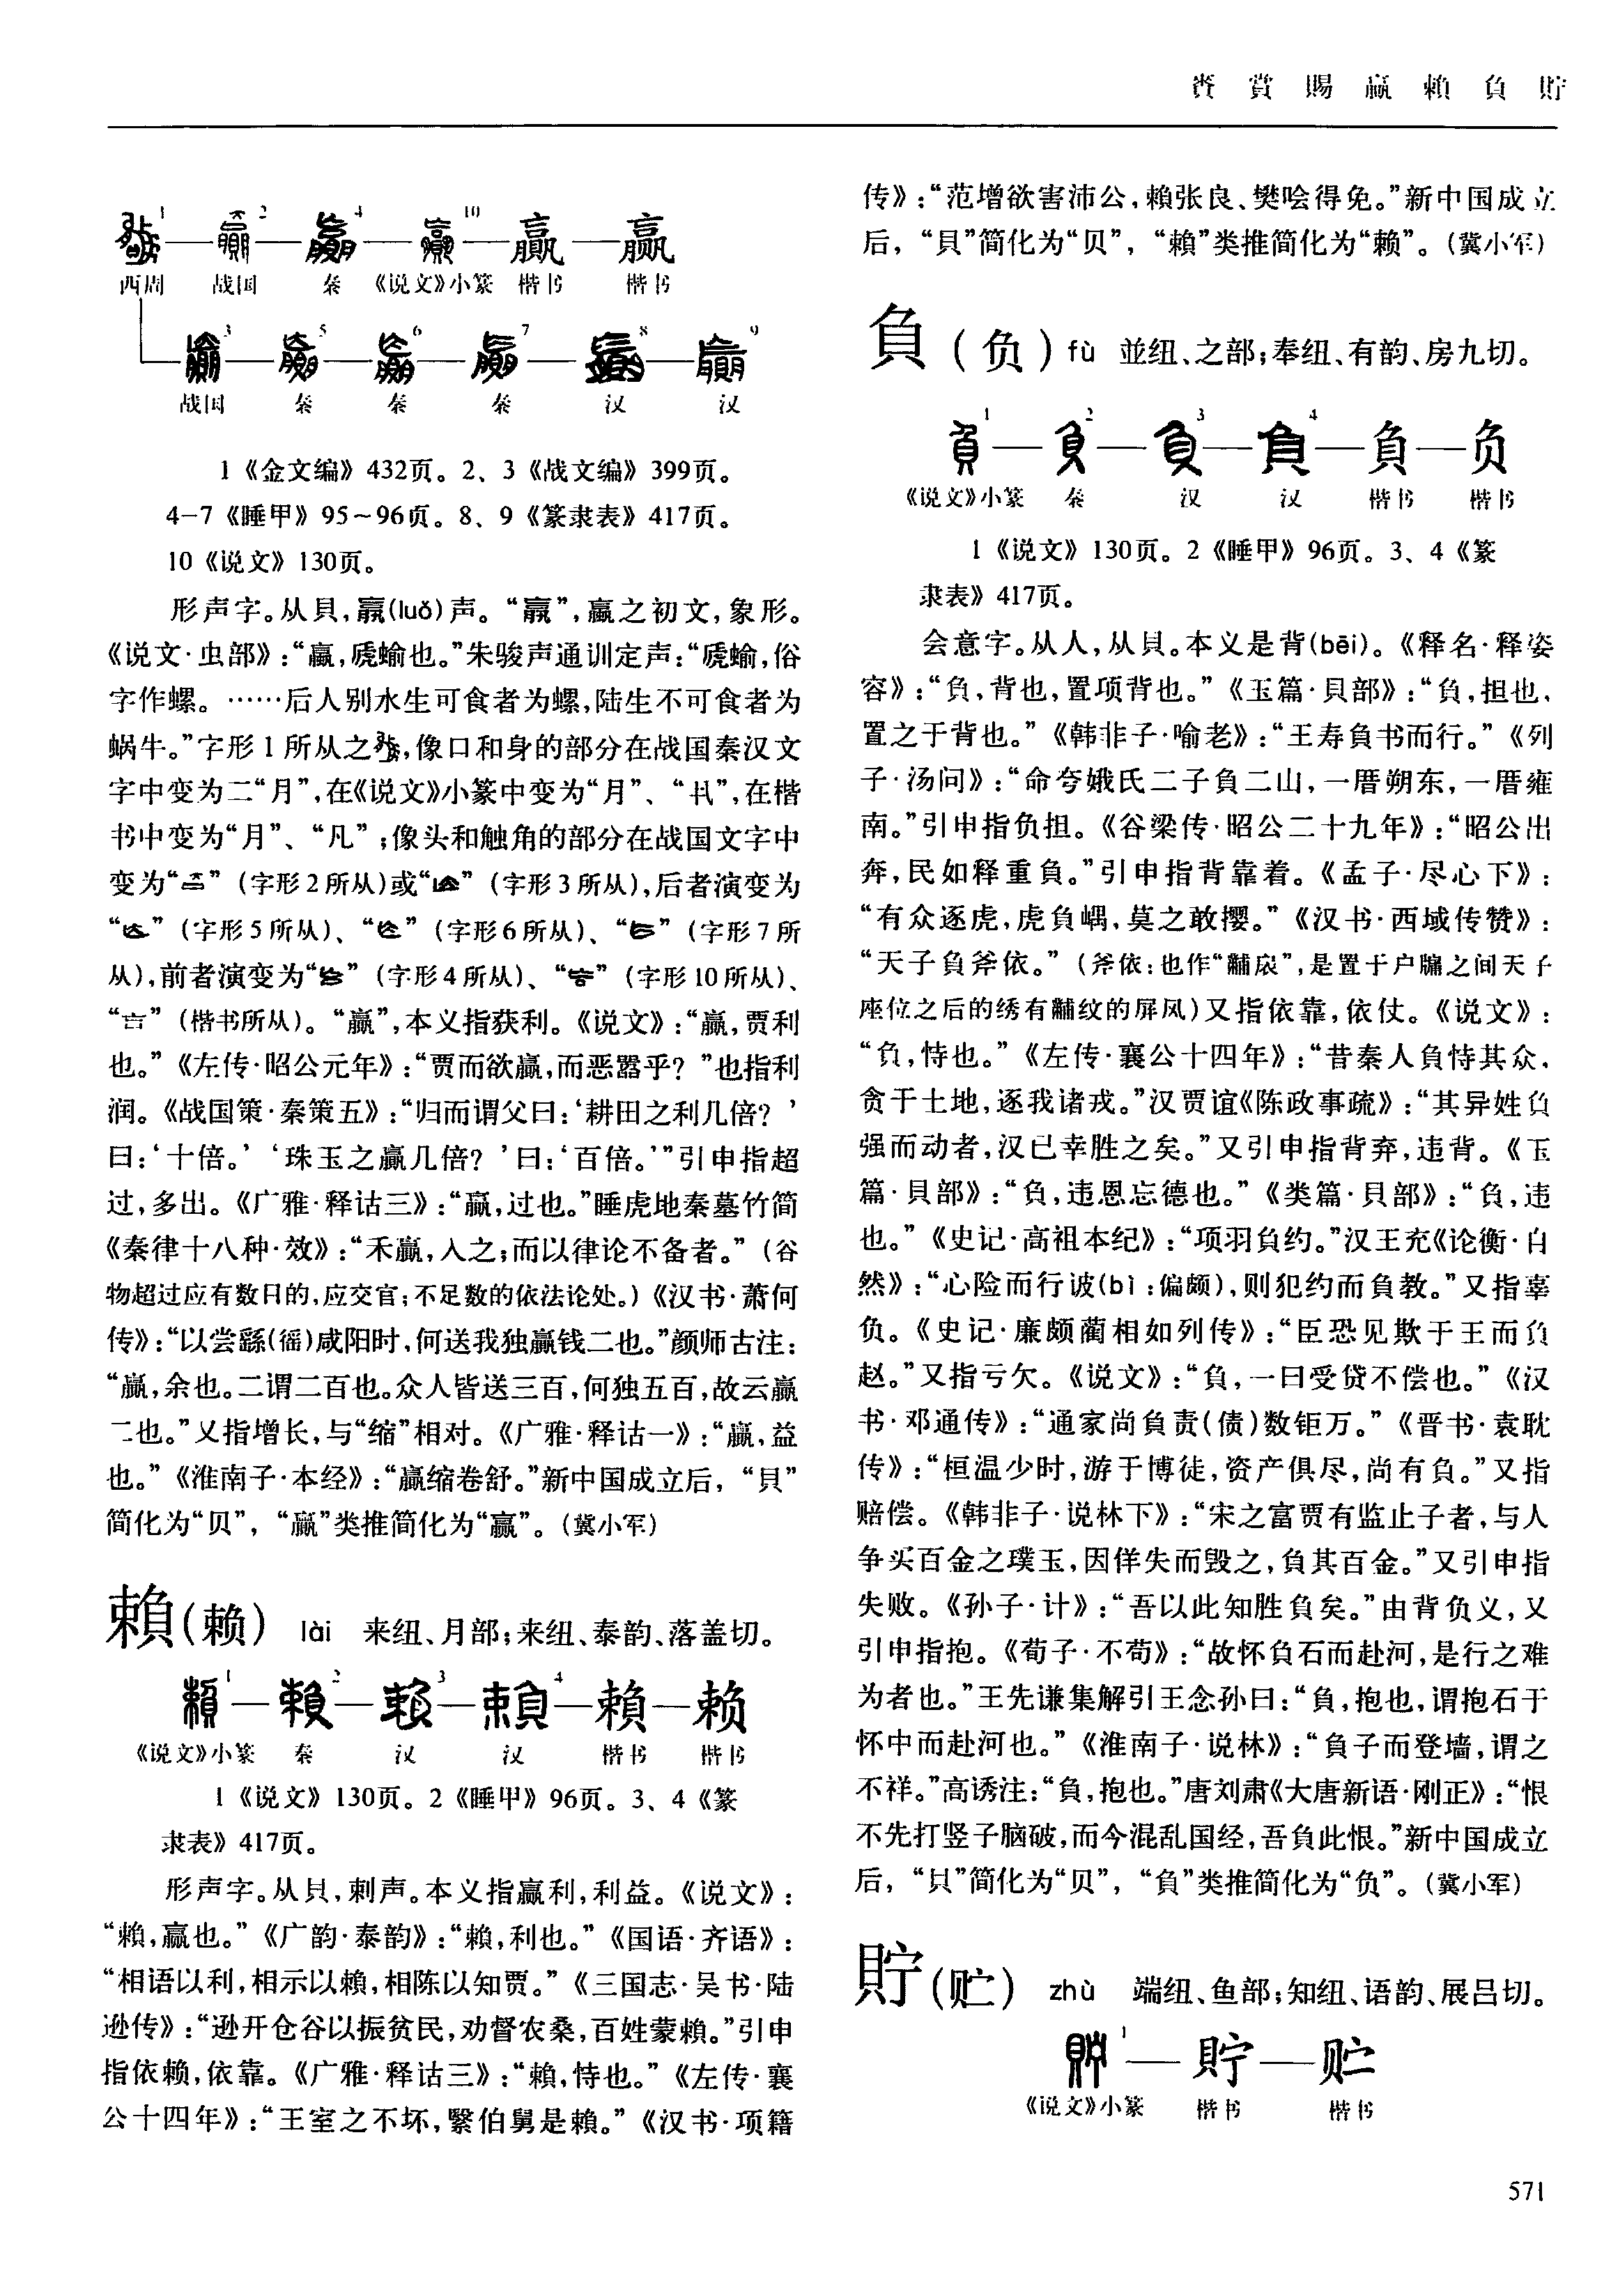 賚 賞 賜 贏 賴 負 貯
1 2 4 10
西周 战国 秦 《说文》小篆 楷书 楷书
3 5 6 7 8 9
战国 秦 秦 秦 汉 汉
1《金文编》432页。2、3《战文编》399页。
4-7《睡甲》95~96页。8、9《篆隶表》417页。
10《说文》130页。
形声字。从貝，𣎆(luǒ)声。“𣎆”，蠃之初文，象形。
《说文·虫部》：“蠃，虒蝓也。”朱骏声通训定声：“虒蝓，俗
字作螺。……后人别水生可食者为螺，陆生不可食者为
蜗牛。”字形1所从之，像口和身的部分在战国秦汉文
字中变为二“月”，在《说文》小篆中变为“月”、“丮”，在楷
书中变为“月”、“凡”；像头和触角的部分在战国文字中
变为“”（字形2所从）或“”（字形3所从），后者演变为
“”（字形5所从）、“”（字形6所从）、“”（字形7所
从），前者演变为“”（字形4所从）、“”（字形10所从）、
“”（楷书所从）。“贏”，本义指获利。《说文》：“贏，贾利
也。”《左传·昭公元年》：“贾而欲贏，而恶嚣乎？”也指利
润。《战国策·秦策五》：“归而谓父曰：‘耕田之利几倍？’
曰：‘十倍。’‘珠玉之贏几倍？’曰：‘百倍。’”引申指超
过，多出。《广雅·释诂三》：“贏，过也。”睡虎地秦墓竹简
《秦律十八种·效》：“禾贏，入之；而以律论不备者。”（谷
物超过应有数目的，应交官；不足数的依法论处。）《汉书·萧何
传》：“以尝繇(徭)咸阳时，何送我独贏钱二也。”颜师古注：
“贏，余也。二谓二百也。众人皆送三百，何独五百，故云贏
二也。”又指增长，与“缩”相对。《广雅·释诂一》：“贏，益
也。”《淮南子·本经》：“贏缩卷舒。”新中国成立后，“貝”
简化为“贝”，“贏”类推简化为“赢”。（冀小军）
賴（赖） lài 来纽、月部；来纽、泰韵、落盖切。
1 2 3 4 賴 赖
《说文》小篆 秦 汉 汉 楷书 楷书
1《说文》130页。2《睡甲》96页。3、4《篆
隶表》417页。
形声字。从貝，剌声。本义指贏利，利益。《说文》：
“賴，贏也。”《广韵·泰韵》：“賴，利也。”《国语·齐语》：
“相语以利，相示以賴，相陈以知贾。”《三国志·吴书·陆
逊传》：“逊开仓谷以振贫民，劝督农桑，百姓蒙賴。”引申
指依赖，依靠。《广雅·释诂三》：“賴，恃也。”《左传·襄
公十四年》：“王室之不坏，繄伯舅是賴。”《汉书·项籍
传》：“范增欲害沛公，賴张良、樊哙得免。”新中国成立
后，“貝”简化为“贝”，“賴”类推简化为“赖”。（冀小军）
負（负） fù 並纽、之部；奉纽、有韵、房九切。
1 2 3 4 負 负
《说文》小篆 秦 汉 汉 楷书 楷书
1《说文》130页。2《睡甲》96页。3、4《篆
隶表》417页。
会意字。从人，从貝。本义是背(bēi)。《释名·释姿
容》：“負，背也，置项背也。”《玉篇·貝部》：“負，担也，
置之于背也。”《韩非子·喻老》：“王寿負书而行。”《列
子·汤问》：“命夸娥氏二子負二山，一厝朔东，一厝雍
南。”引申指负担。《谷梁传·昭公二十九年》：“昭公出
奔，民如释重負。”引申指背靠着。《孟子·尽心下》：
“有众逐虎，虎負嵎，莫之敢撄。”《汉书·西域传赞》：
“天子負斧依。”（斧依：也作“黼扆”，是置于户牖之间天子
座位之后的绣有黼纹的屏风）又指依靠，依仗。《说文》：
“負，恃也。”《左传·襄公十四年》：“昔秦人負恃其众，
贪于土地，逐我诸戎。”汉贾谊《陈政事疏》：“其异姓負
强而动者，汉已幸胜之矣。”又引申指背弃，违背。《玉
篇·貝部》：“負，违恩忘德也。”《类篇·貝部》：“負，违
也。”《史记·高祖本纪》：“项羽負约。”汉王充《论衡·自
然》：“心险而行诐(bì：偏颇)，则犯约而負教。”又指辜
负。《史记·廉颇蔺相如列传》：“臣恐见欺于王而負
赵。”又指亏欠。《说文》：“負，一曰受贷不偿也。”《汉
书·邓通传》：“通家尚負责(债)数钜万。”《晋书·袁耽
传》：“桓温少时，游于博徒，资产俱尽，尚有負。”又指
赔偿。《韩非子·说林下》：“宋之富贾有监止子者，与人
争买百金之璞玉，因佯失而毁之，負其百金。”又引申指
失败。《孙子·计》：“吾以此知胜負矣。”由背负义，又
引申指抱。《荀子·不苟》：“故怀負石而赴河，是行之难
为者也。”王先谦集解引王念孙曰：“負，抱也，谓抱石于
怀中而赴河也。”《淮南子·说林》：“負子而登墙，谓之
不祥。”高诱注：“負，抱也。”唐刘肃《大唐新语·刚正》：“恨
不先打竖子脑破，而今混乱国经，吾負此恨。”新中国成立
后，“貝”简化为“贝”，“負”类推简化为“负”。（冀小军）
貯（贮） zhù 端纽、鱼部；知纽、语韵、展吕切。
1 貯 贮
《说文》小篆 楷书 楷书
571